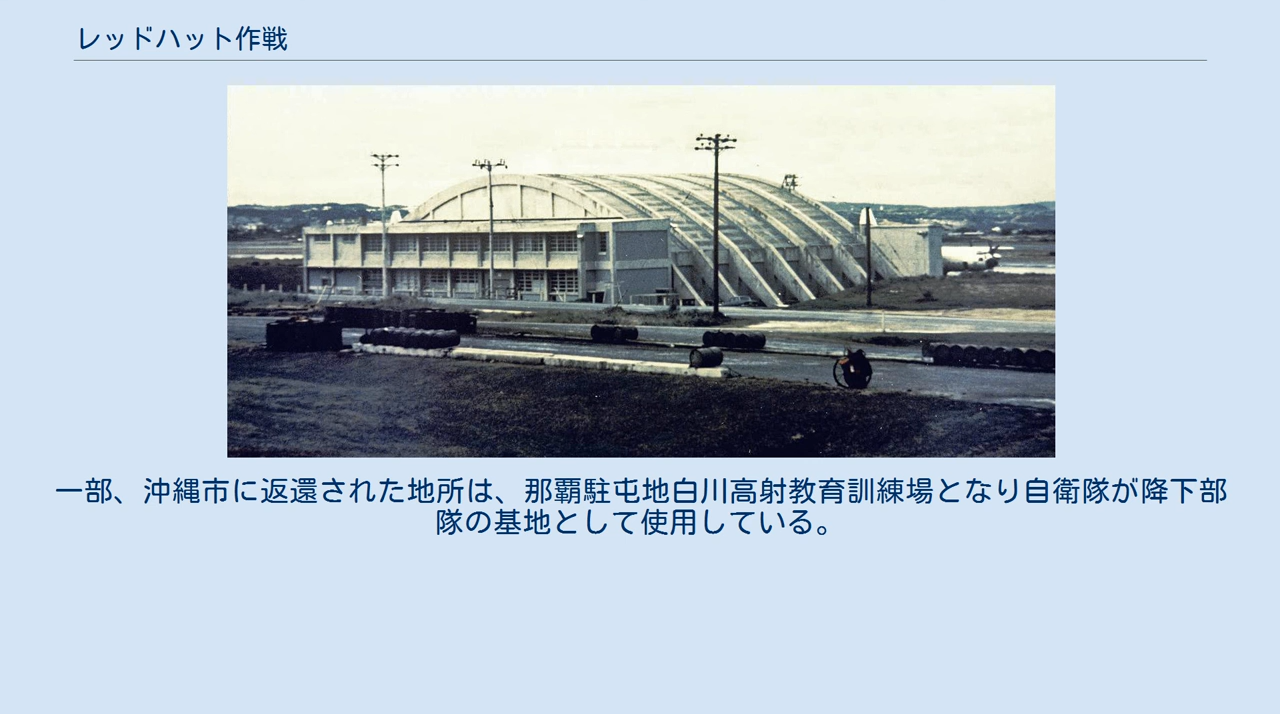 レッドハット作戦
一部、沖縄市に返還された地所は、那覇駐屯地白川高射教育訓練場となり自衛隊が降下部
隊の基地として使用している。